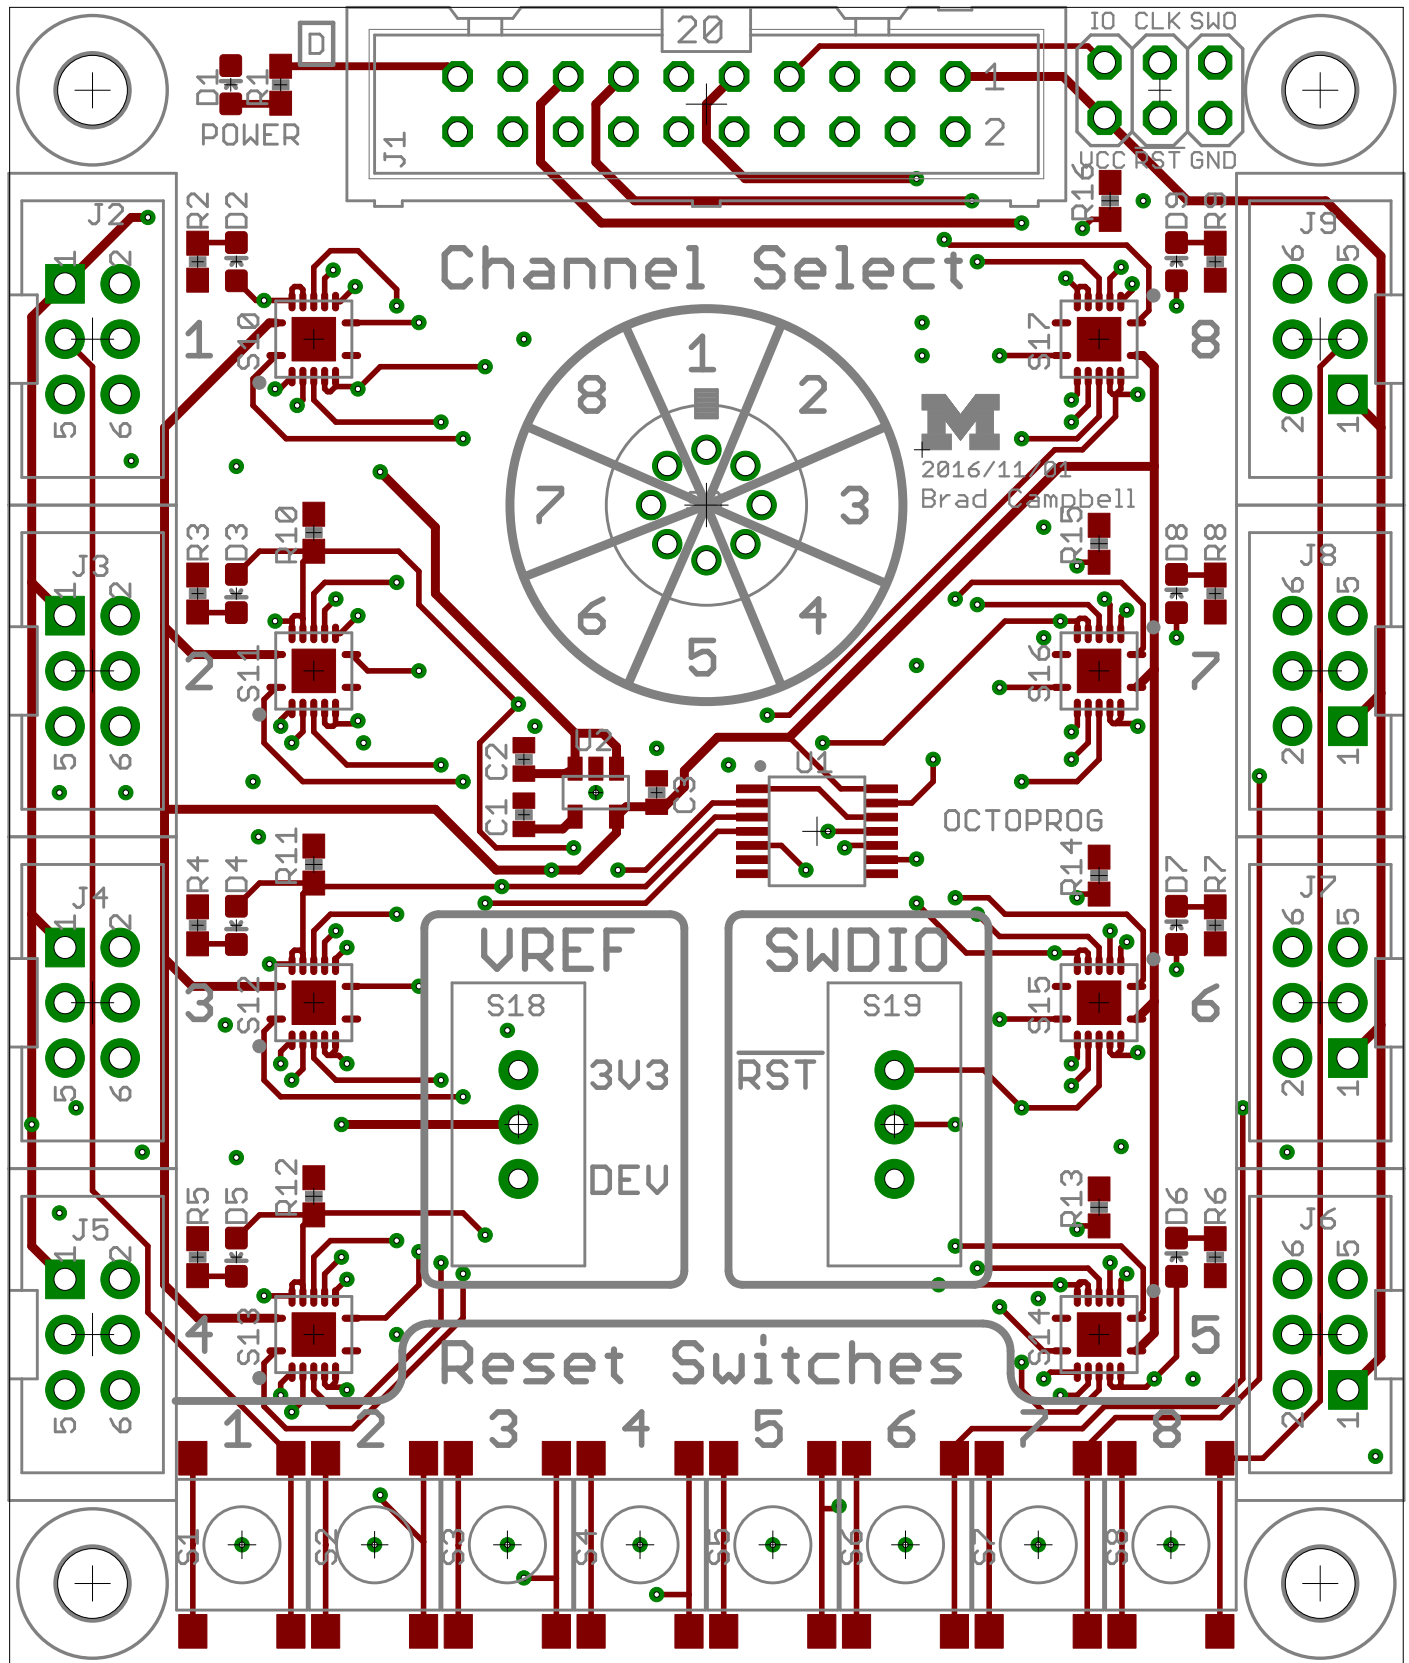 20
IO CLK SWO
D
D1 R1
POWER
J1
1
2
VCC RST GND
J2
1 2
5 6
R2 D2
1
S10
Channel Select
R16
D9 R9
J9
6 5
2 1
S17
8
1
2
3
4
5
6
7
8
M
2016/11/01
Brad Campbell
J3
1 2
5 6
R3 D3
R10
2
S11
R15
D8 R8
J8
6 5
2 1
S16
7
C2
C1
U2
C3
U1
OCTOPROG
J4
1 2
5 6
R4 D4
R11
3
S12
R14
D7 R7
J7
6 5
2 1
S15
6
VREF
S18
3V3
DEV
SWDIO
S19
RST
J5
1 2
5 6
R5 D5
R12
4
S13
R13
D6 R6
J6
6 5
2 1
S14
5
Reset Switches
1 2 3 4 5 6 7 8
S1 S2 S3 S4 S5 S6 S7 S8